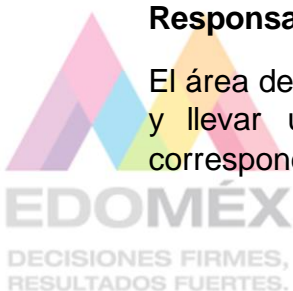 Responsa
El área de
y llevar u
correspon
EDOMÉX
DECISIONES FIRMES,
RESULTADOS FUERTES.